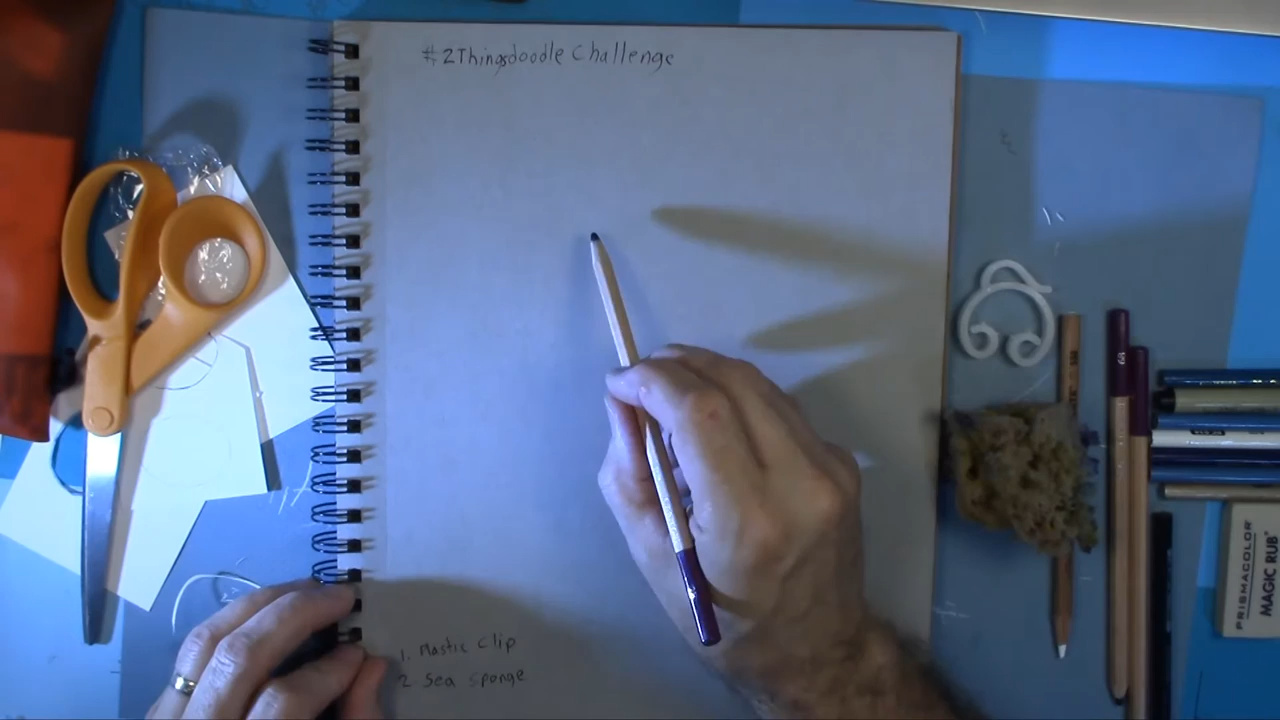 #2Thingsdoodle Challenge
1. Plastic Clip
2. Sea Sponge
PRISMACOLOR
MAGIC RUB